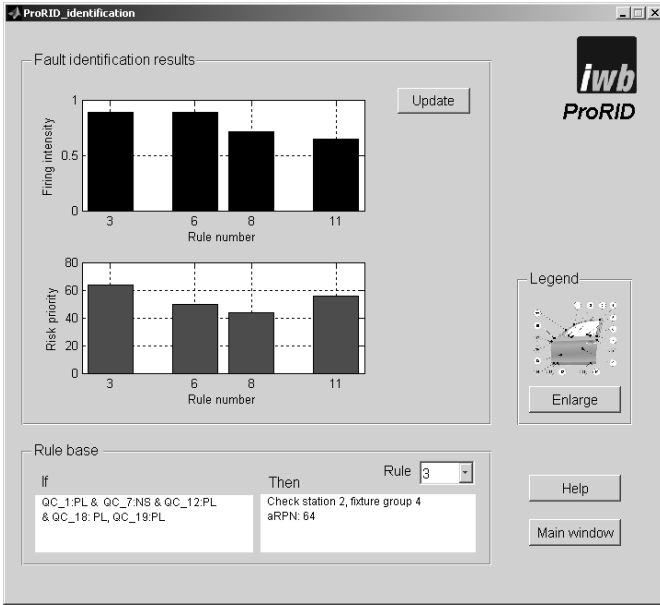 ProRID_identification
Fault identification results
Update
iwb
ProRID
1
0.5
0
Firing intensity
3 6 8 11
Rule number
80
60
40
20
0
Risk priority
3 6 8 11
Rule number
Legend
Enlarge
Rule base
If
Then
Rule 3
QC_1:PL & QC_7:NS & QC_12:PL
& QC_18: PL, QC_19:PL
Check station 2, fixture group 4
aRPN: 64
Help
Main window